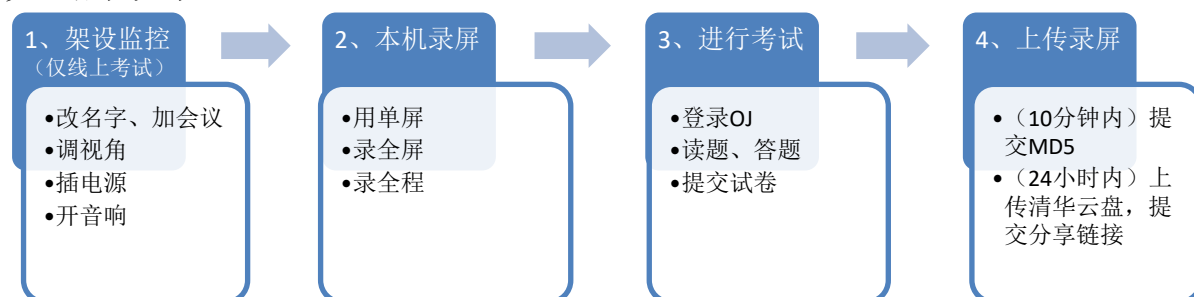 1、架设监控
（仅线上考试）
•改名字、加会议
•调视角
•插电源
•开音响
2、本机录屏
•用单屏
•录全屏
•录全程
3、进行考试
•登录OJ
•读题、答题
•提交试卷
4、上传录屏
•（10分钟内）提
交MD5
•（24小时内）上
传清华云盘，提
交分享链接